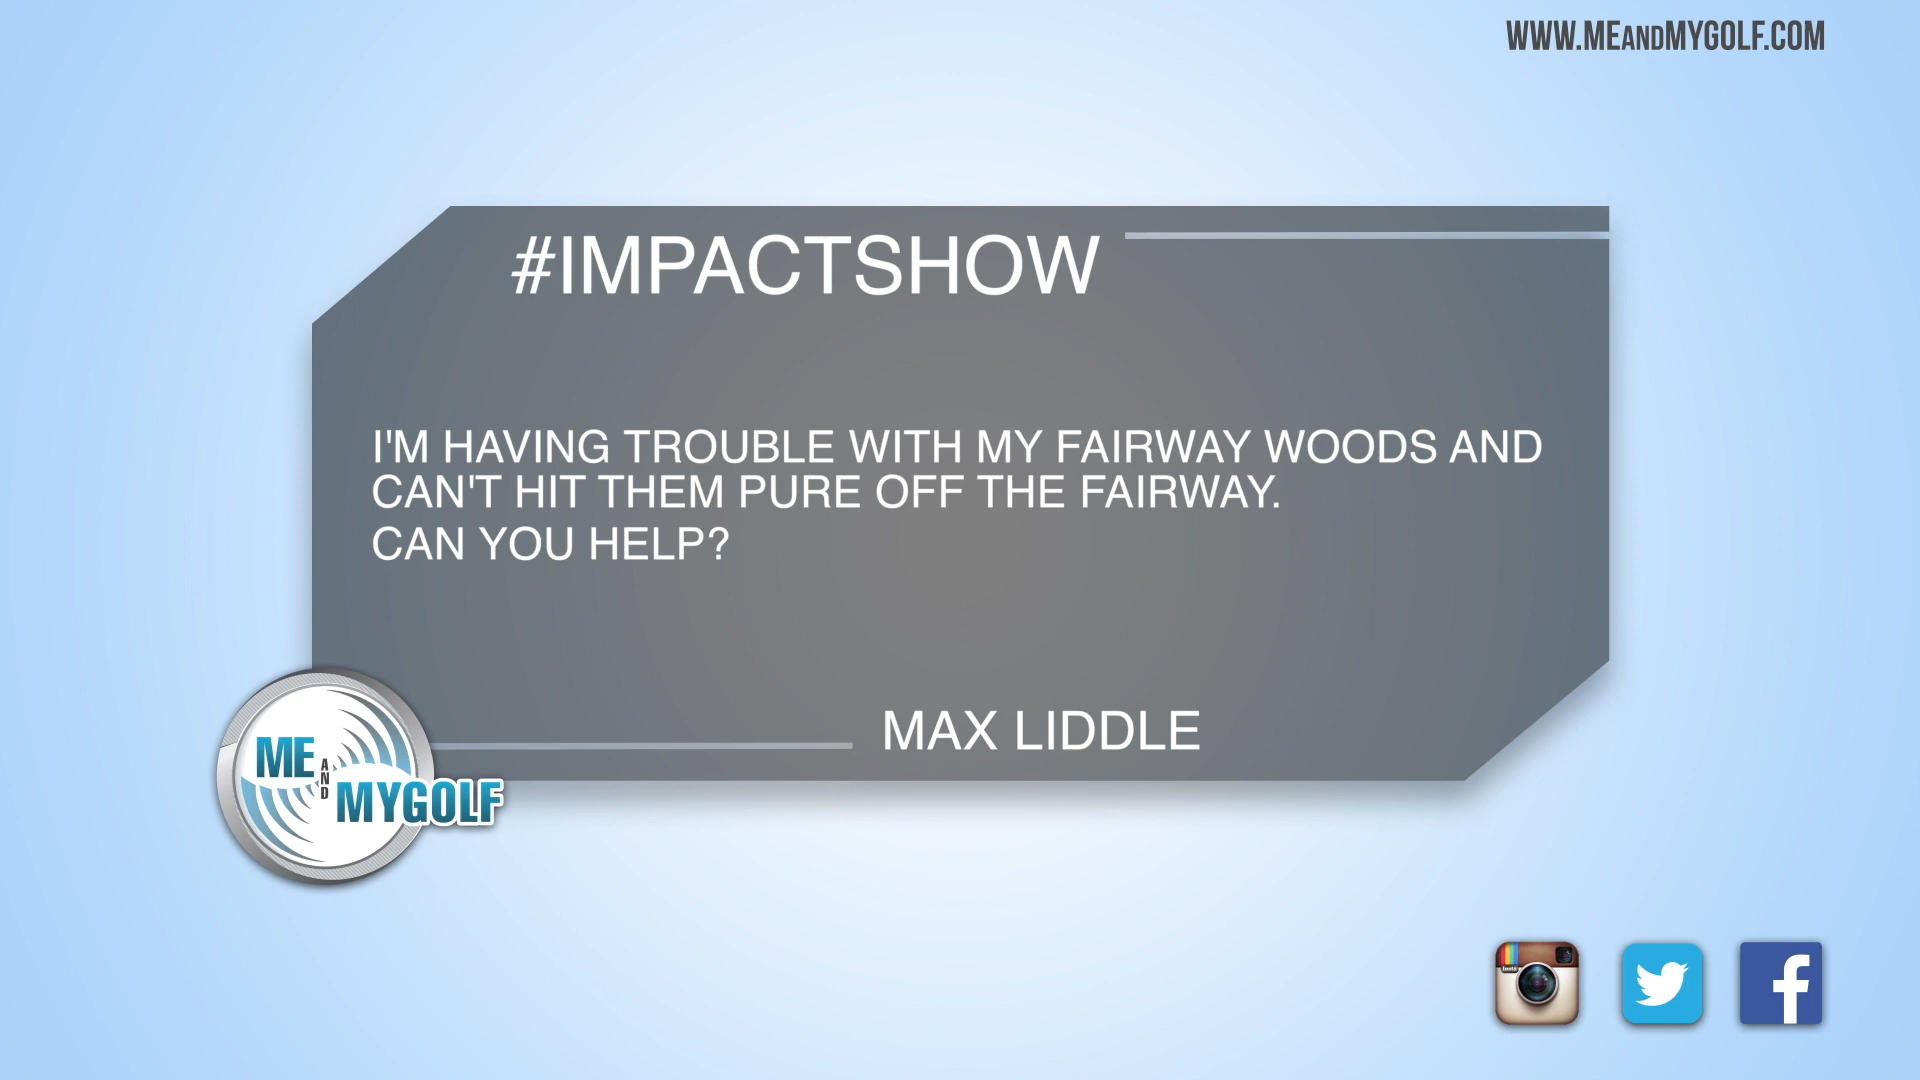 WWW.MEANDMYGOLF.COM
#IMPACTSHOW
I'M HAVING TROUBLE WITH MY FAIRWAY WOODS AND
CAN'T HIT THEM PURE OFF THE FAIRWAY.
CAN YOU HELP?
MAX LIDDLE
ME
AND
MYGOLF